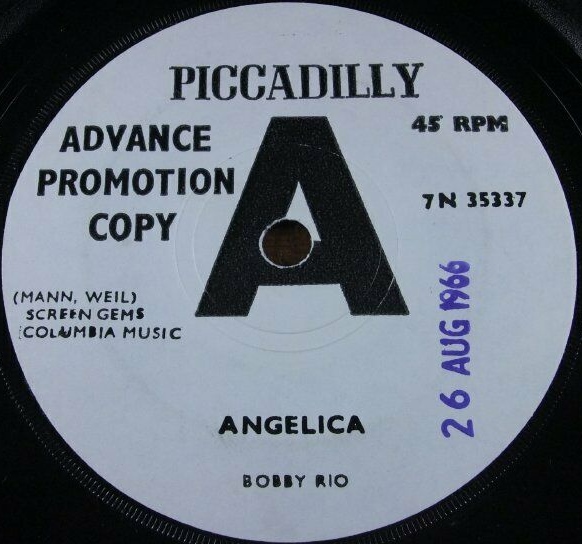 PICCADILLY
45 RPM
ADVANCE
PROMOTION
COPY
A
7N 35337
(MANN, WEIL)
SCREEN GEMS
COLUMBIA MUSIC
26 AUG 1966
ANGELICA
BOBBY RIO